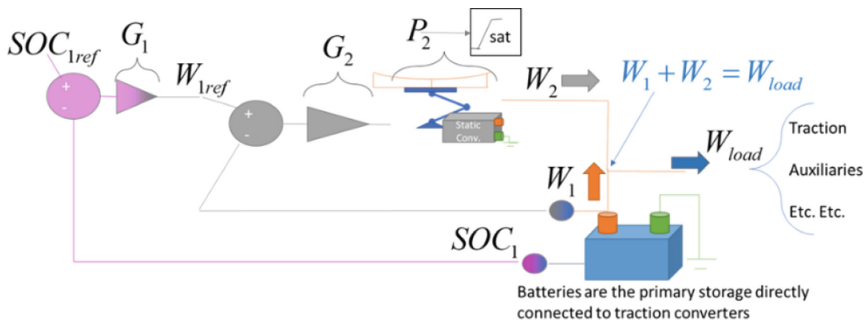 SOC1ref
G1
W1ref
G2
P2
sat
W2
W1 + W2 = Wload
+
-
+
-
Static
Conv.
Wload
Traction
Auxiliaries
Etc. Etc.
W1
SOC1
Batteries are the primary storage directly
connected to traction converters